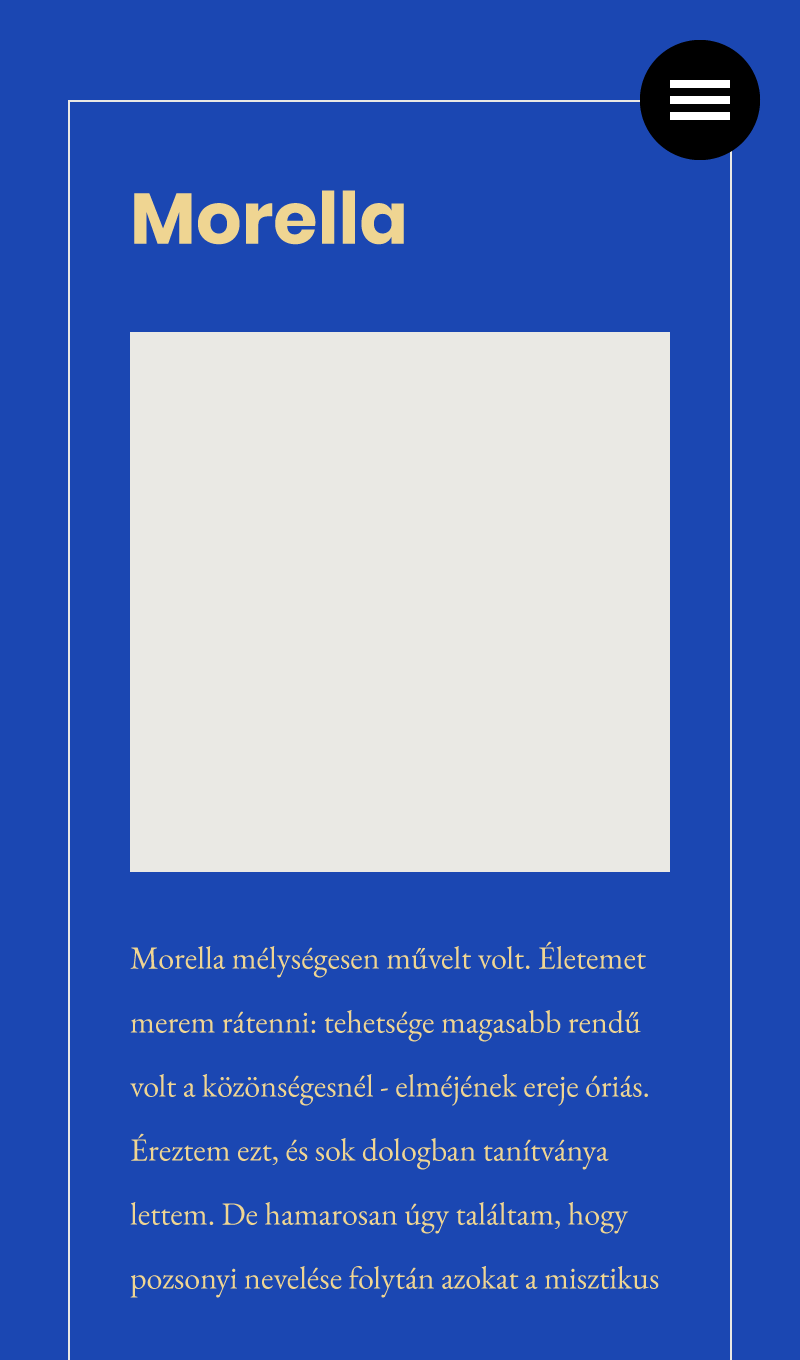 Morella
Morella mélységesen művelt volt. Életemet
merem rátenni: tehetsége magasabb rendű
volt a közönségesnél - elméjének ereje óriás.
Éreztem ezt, és sok dologban tanítványa
lettem. De hamarosan úgy találtam, hogy
pozsonyi nevelése folytán azokat a misztikus